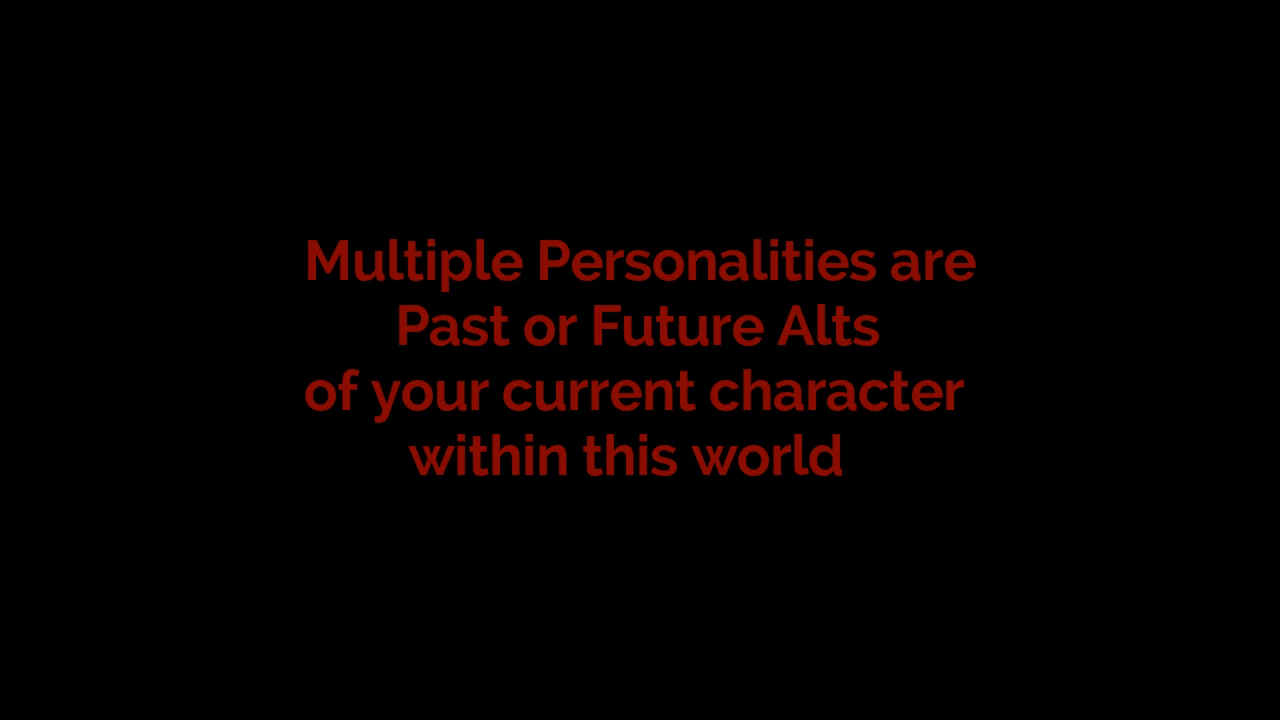 Multiple Personalities are
Past or Future Alts
of your current character
within this world